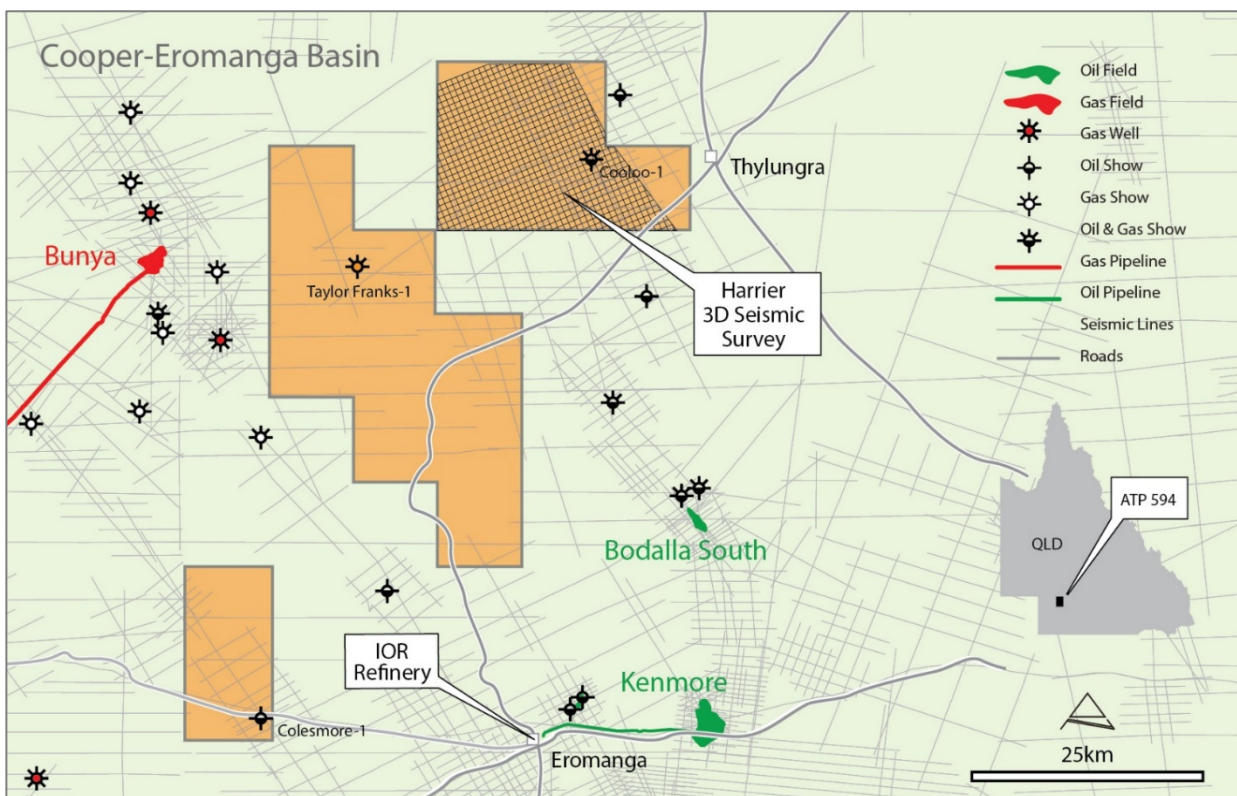 Cooper-Eromanga Basin
Oil Field
Gas Field
Gas Well
Oil Show
Gas Show
Oil & Gas Show
Gas Pipeline
Oil Pipeline
Seismic Lines
Roads
Thylungra
Cooloo-1
Bunya
Taylor Franks-1
Harrier
3D Seismic
Survey
Bodalla South
ATP 594
QLD
IOR
Refinery
Kenmore
Colesmore-1
Eromanga
25km